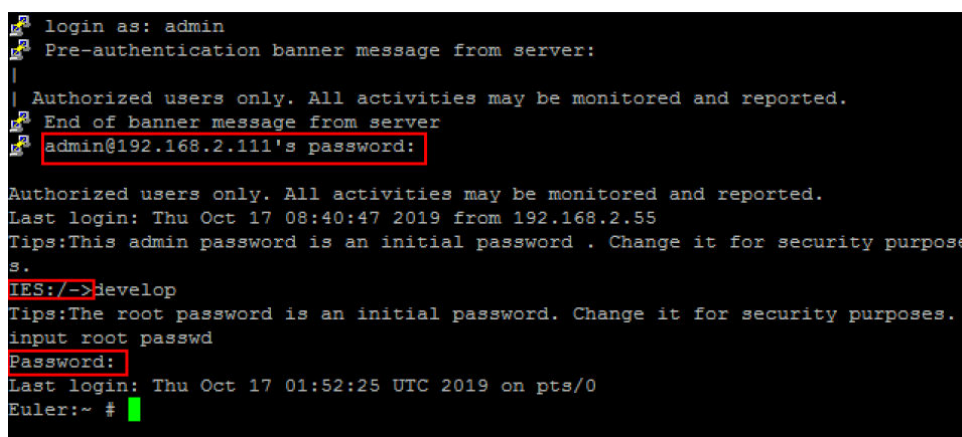 login as: admin
Pre-authentication banner message from server:
|
| Authorized users only. All activities may be monitored and reported.
End of banner message from server
admin@192.168.2.111's password:
Authorized users only. All activities may be monitored and reported.
Last login: Thu Oct 17 08:40:47 2019 from 192.168.2.55
Tips:This admin password is an initial password . Change it for security purpose
s.
IES:/->develop
Tips:The root password is an initial password. Change it for security purposes.
input root passwd
Password:
Last login: Thu Oct 17 01:52:25 UTC 2019 on pts/0
Euler:~ #